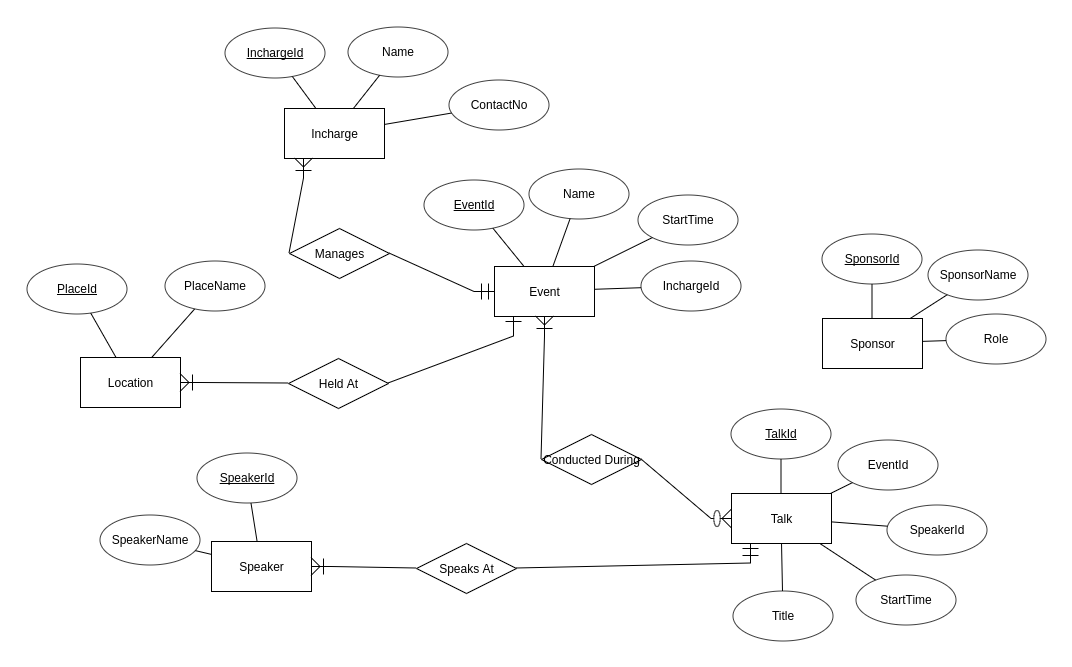 InchargeId
Name
ContactNo
Incharge
EventId
Name
StartTime
Manages
SponsorId
SponsorName
PlaceId
PlaceName
InchargeId
Event
Role
Sponsor
Location
Held At
TalkId
Conducted During
EventId
SpeakerId
Talk
SpeakerId
SpeakerName
Speaker
Speaks At
StartTime
Title